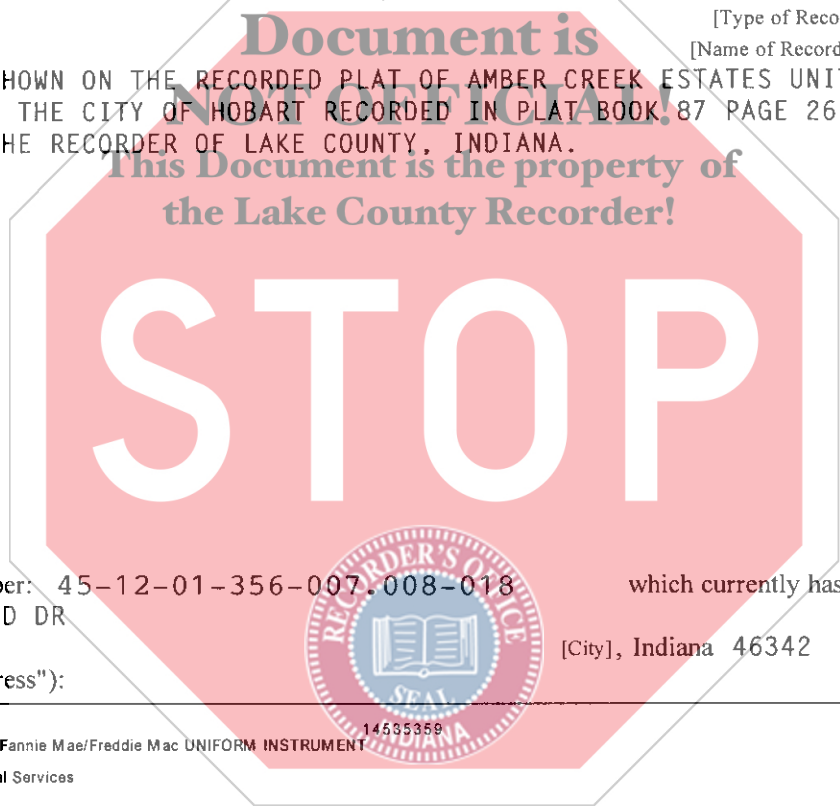 [Type of Reco
Document is
[Name of Record
HOWN ON THE RECORDED PLAT OF AMBER CREEK ESTATES UNI
THE CITY OF HOBART RECORDED IN PLAT BOOK 87 PAGE 26
NOT OFFICIAL!
HE RECORDER OF LAKE COUNTY, INDIANA.
This Document is the property of
the Lake County Recorder!
STOP
RECORDER'S OFFICE
er: 45-12-01-356-007.008-018 which currently has
D DR
[City], Indiana 46342
ress"):
SEAL
INDIANA
14535359
Fannie Mae/Freddie Mac UNIFORM INSTRUMENT
al Services